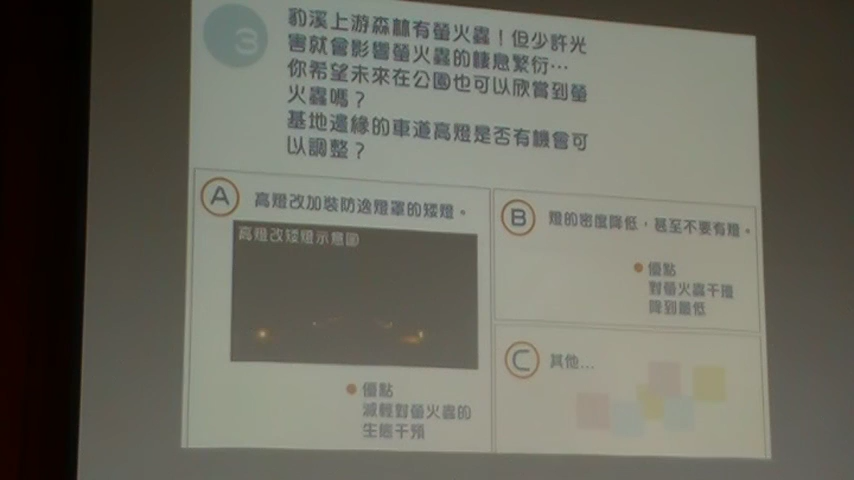 3
豹溪上游森林有螢火蟲！但少許光
害就會影響螢火蟲的棲息繁衍…
你希望未來在公園也可以欣賞到螢
火蟲嗎？
基地邊緣的車道高燈是否有機會可
以調整？
A
高燈改加裝防逸燈罩的矮燈。
高燈改矮燈示意圖
優點
減輕對螢火蟲的
生態干預
B
燈的密度降低，甚至不要有燈。
優點
對螢火蟲干擾
降到最低
C
其他...